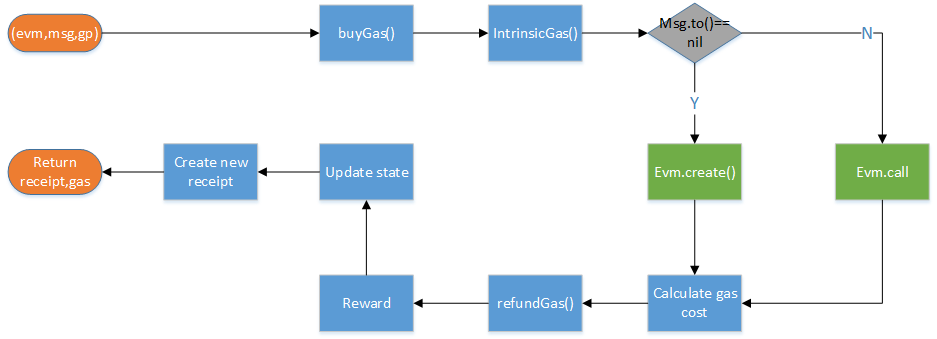 (evm,msg,gp)
buyGas()
IntrinsicGas()
Msg.to()==
nil
N
Y
Return
receipt,gas
Create new
receipt
Update state
Evm.create()
Evm.call
Reward
refundGas()
Calculate gas
cost